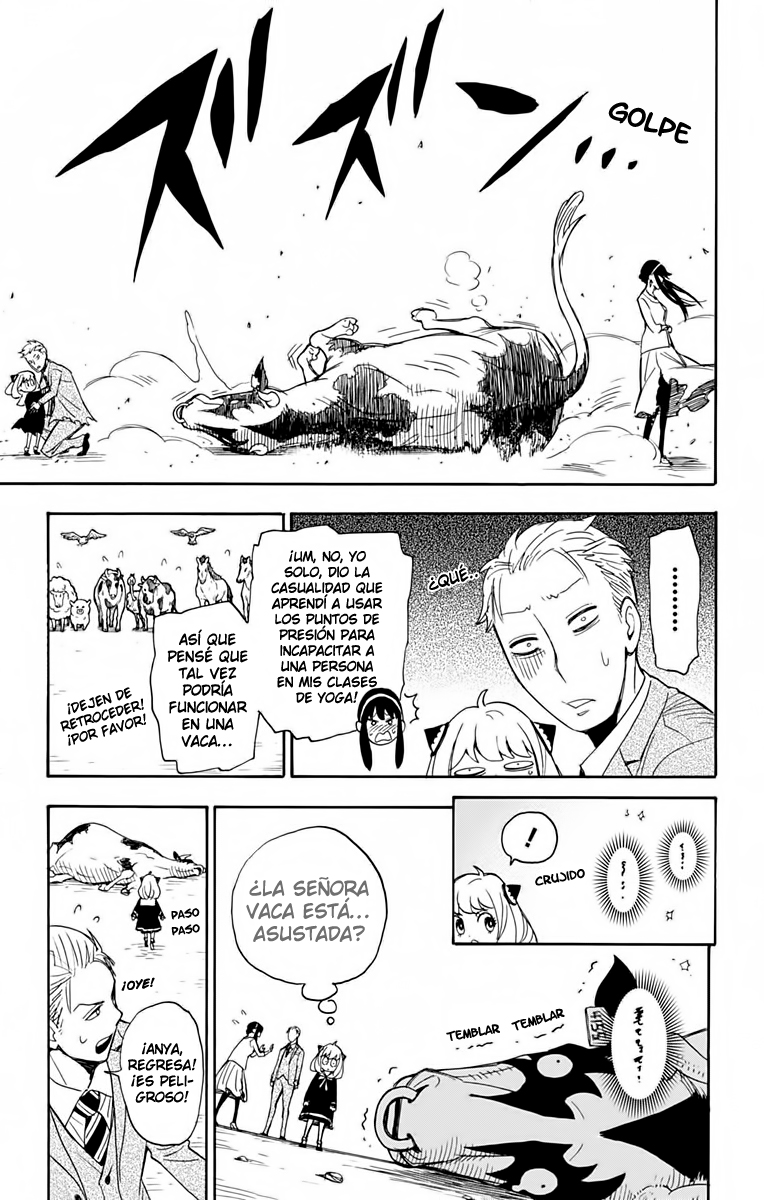 ズズン...
GOLPE
.........
¿QUÉ...
¡UM, NO, YO
SOLO, DIO LA
CASUALIDAD QUE
APRENDÍ A USAR
LOS PUNTOS DE
PRESIÓN PARA
INCAPACITAR A
UNA PERSONA
EN MIS CLASES
DE YOGA!
ASÍ QUE
PENSÉ QUE
TAL VEZ
PODRÍA
FUNCIONAR
EN UNA
VACA...
¡DEJEN DE
RETROCEDER!
¡POR FAVOR!
!
CRUJIDO
¿LA SEÑORA
VACA ESTÁ...
ASUSTADA?
TEMBLAR TEMBLAR
PASO
PASO
¡OYE!
¡ANYA,
REGRESA!
¡ES PELI-
GROSO!